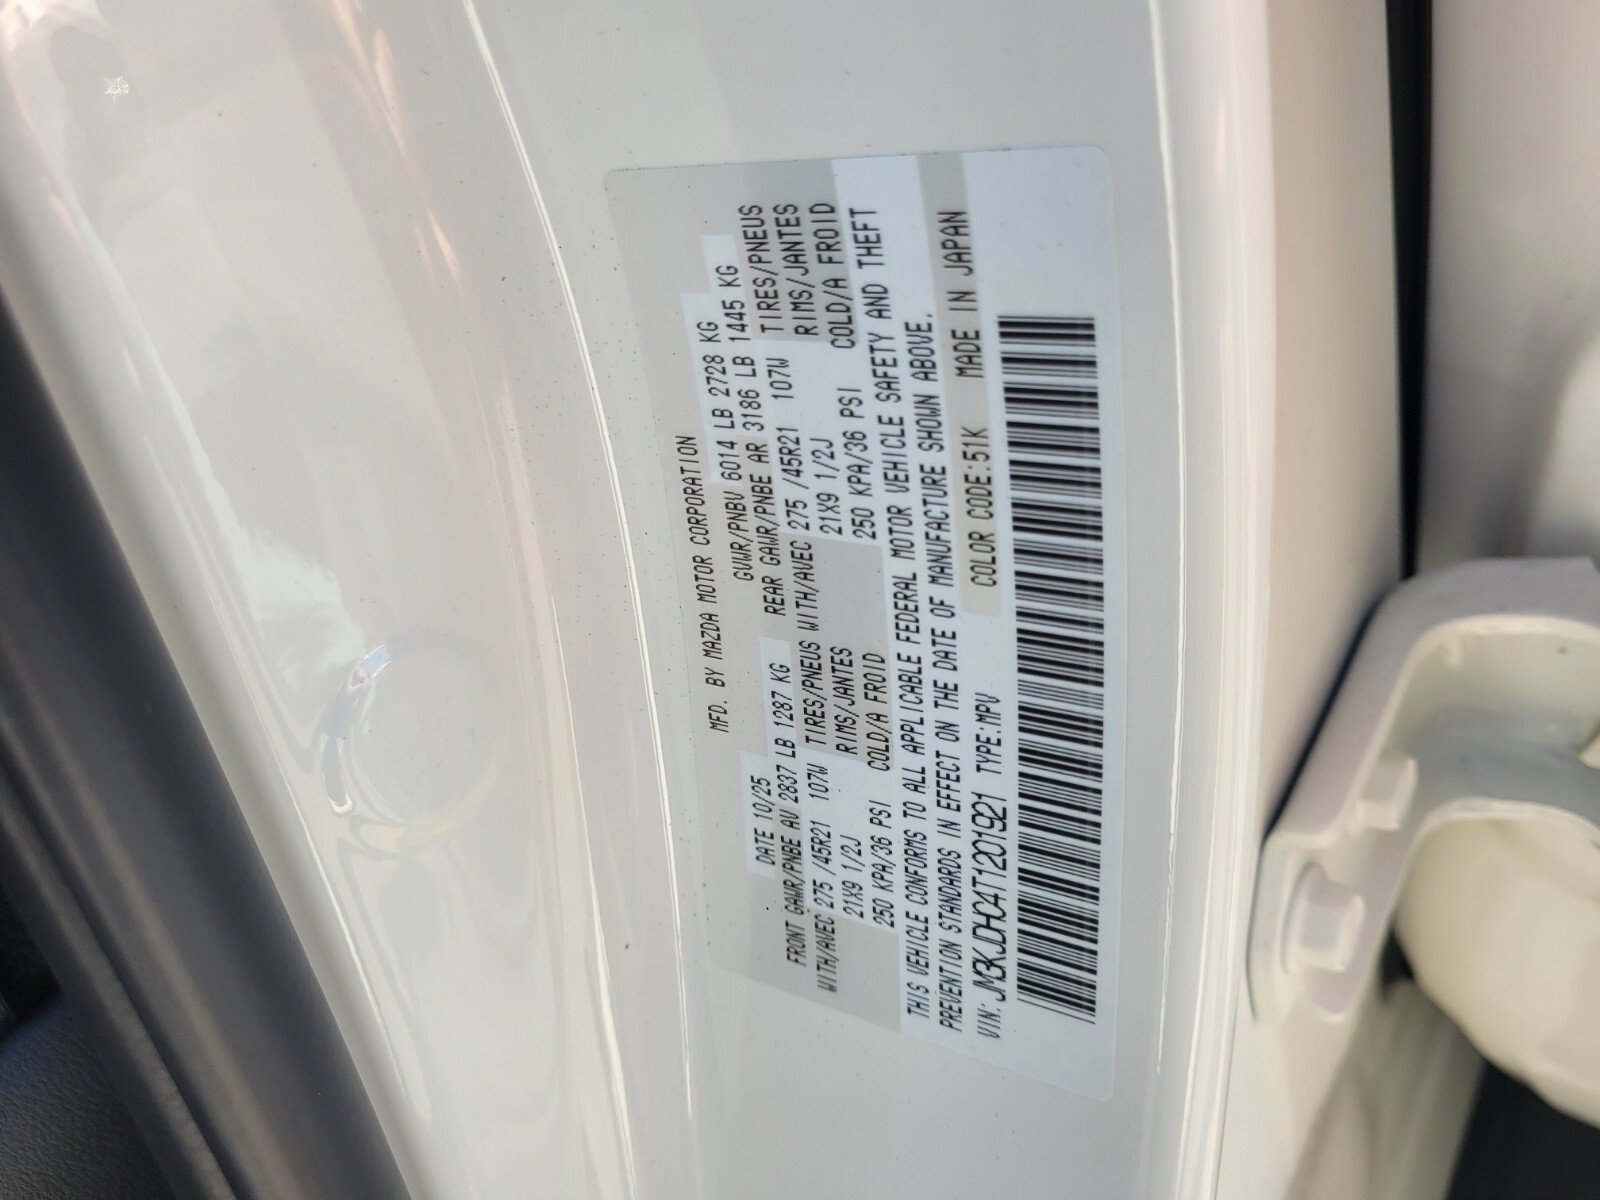 MFD. BY MAZDA MOTOR CORPORATION
DATE 10/25 GVWR/PNBV 6014 LB 2728 KG
FRONT GAWR/PNBE AV 2837 LB 1287 KG REAR GAWR/PNBE AR 3186 LB 1445 KG
WITH/AVEC 275 /45R21 107W TIRES/PNEUS WITH/AVEC 275 /45R21 107W TIRES/PNEUS
21X9 1/2J RIMS/JANTES 21X9 1/2J RIMS/JANTES
250 KPA/36 PSI COLD/A FROID 250 KPA/36 PSI COLD/A FROID
THIS VEHICLE CONFORMS TO ALL APPLICABLE FEDERAL MOTOR VEHICLE SAFETY AND THEFT
PREVENTION STANDARDS IN EFFECT ON THE DATE OF MANUFACTURE SHOWN ABOVE.
VIN: JM3KJDHC4T1201921 TYPE:MPV COLOR CODE:51K MADE IN JAPAN